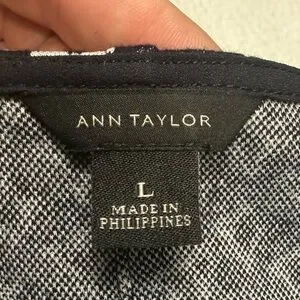 ANN TAYLOR
L
MADE IN
PHILIPPINES